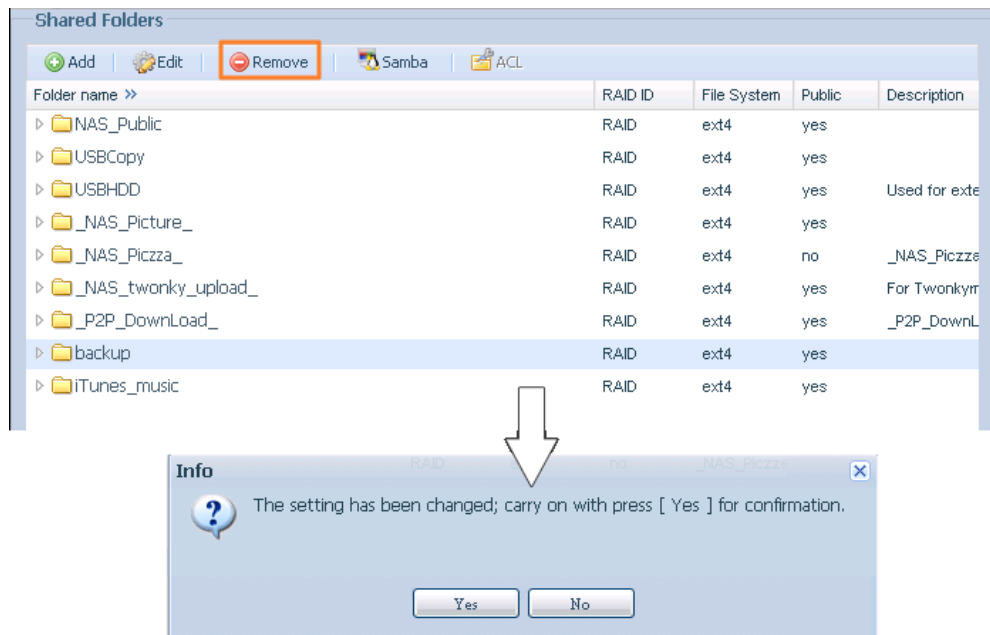 Shared Folders
Add Edit Remove Samba ACL
Folder name RAID ID File System Public Description
NAS_Public RAID ext4 yes
USBCopy RAID ext4 yes
USBHDD RAID ext4 yes Used for exte
_NAS_Picture_ RAID ext4 yes
_NAS_Piczza_ RAID ext4 no _NAS_Piczza
_NAS_twonky_upload_ RAID ext4 yes For Twonkym
_P2P_DownLoad_ RAID ext4 yes _P2P_DownL
backup RAID ext4 yes
iTunes_music RAID ext4 yes
Info RAID no _NAS_Piczza
The setting has been changed; carry on with press [ Yes ] for confirmation.
Yes No